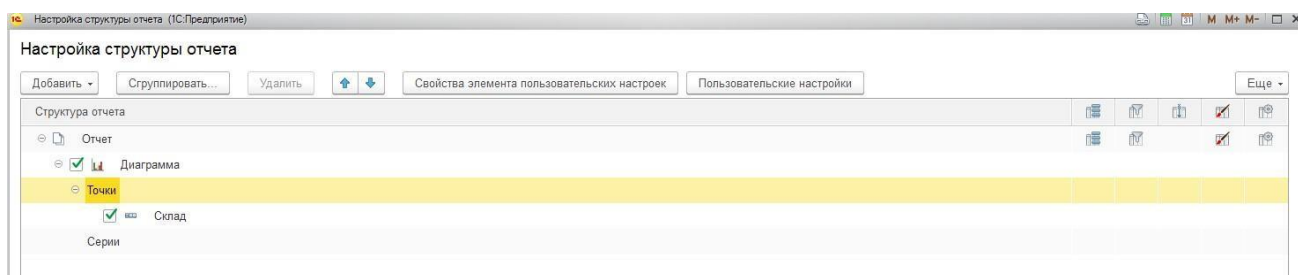 Настройка структуры отчета (1С:Предприятие) 31 M M+ M-
Настройка структуры отчета
Добавить Сгруппировать... Удалить Свойства элемента пользовательских настроек Пользовательские настройки Еще
Структура отчета
Отчет
Диаграмма
Точки
Склад
Серии